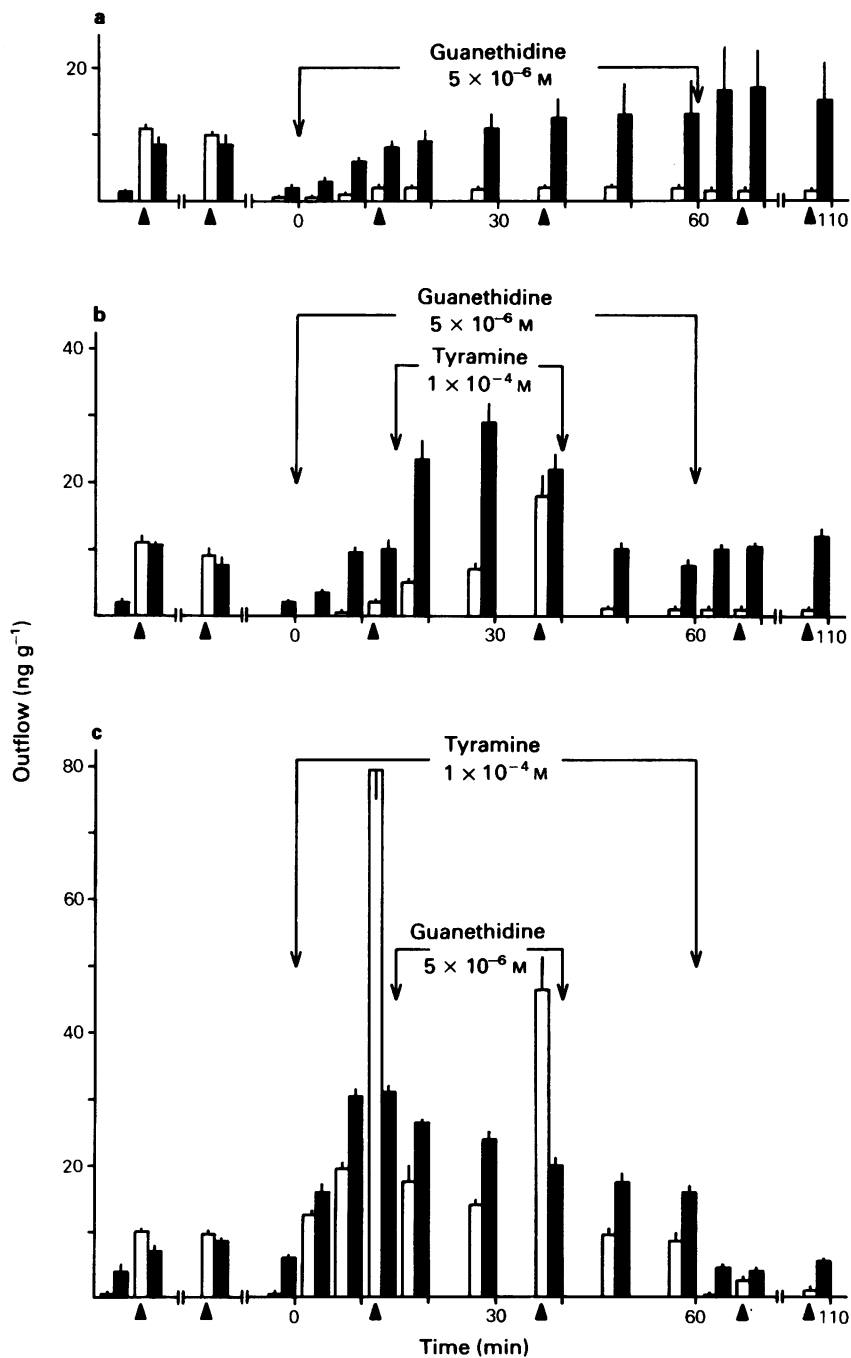 a
Guanethidine
5 × 10⁻⁶ M
20
0
30
60
110
b
Guanethidine
5 × 10⁻⁶ M
Tyramine
1 × 10⁻⁴ M
40
20
0
30
60
110
Outflow (ng g⁻¹)
c
Tyramine
1 × 10⁻⁴ M
80
60
Guanethidine
5 × 10⁻⁶ M
40
20
0
30
60
110
Time (min)